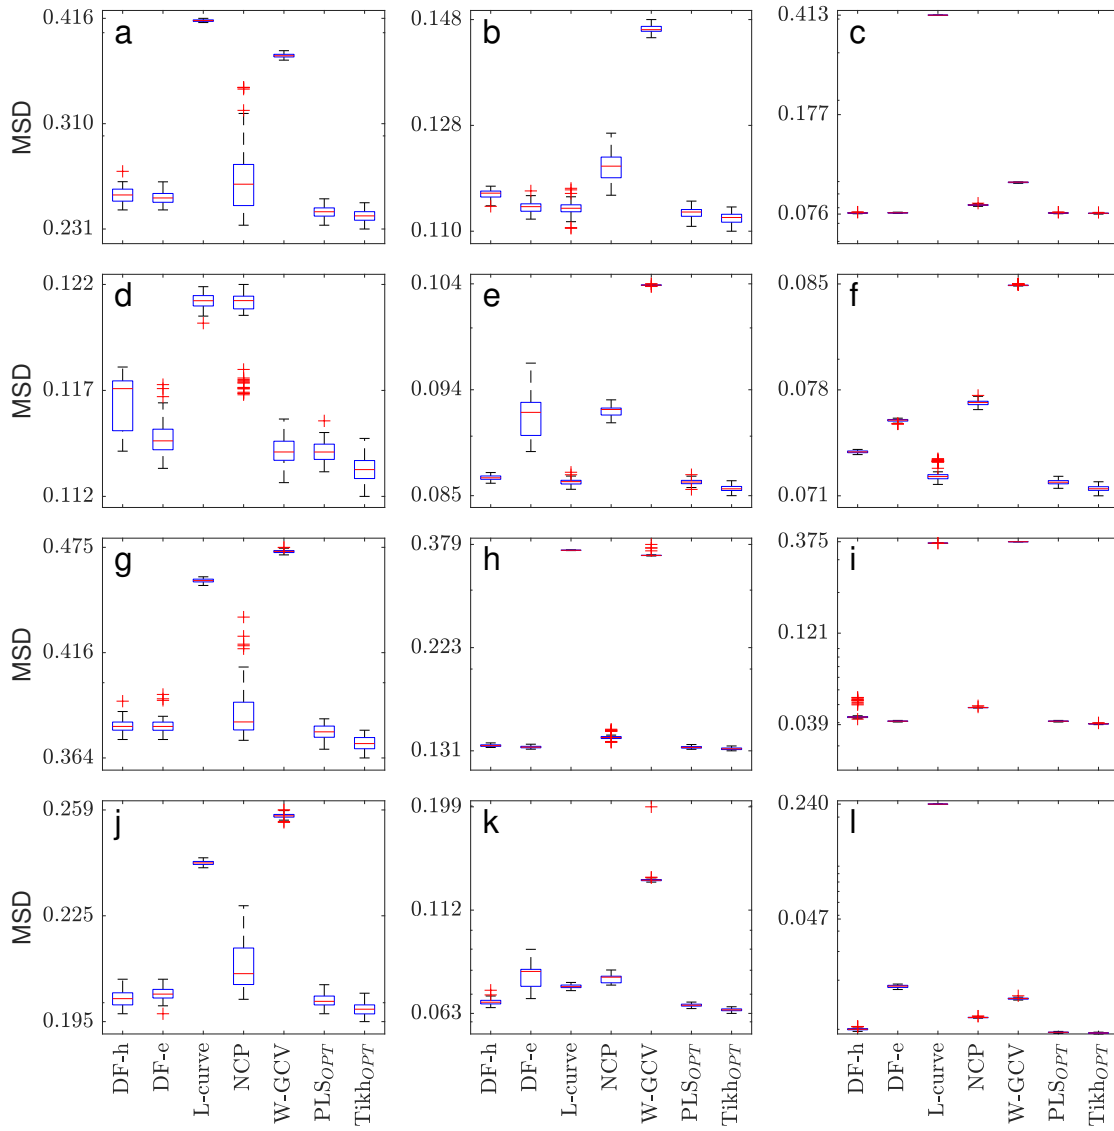 a
0.416
0.310
0.231
MSD
b
0.148
0.128
0.110
c
0.413
0.177
0.076
d
0.122
0.117
0.112
MSD
e
0.104
0.094
0.085
f
0.085
0.078
0.071
g
0.475
0.416
0.364
MSD
h
0.379
0.223
0.131
i
0.375
0.121
0.039
j
0.259
0.225
0.195
MSD
k
0.199
0.112
0.063
l
0.240
0.047
DF-h
DF-e
L-curve
NCP
W-GCV
PLS_OPT
Tikh_OPT
DF-h
DF-e
L-curve
NCP
W-GCV
PLS_OPT
Tikh_OPT
DF-h
DF-e
L-curve
NCP
W-GCV
PLS_OPT
Tikh_OPT